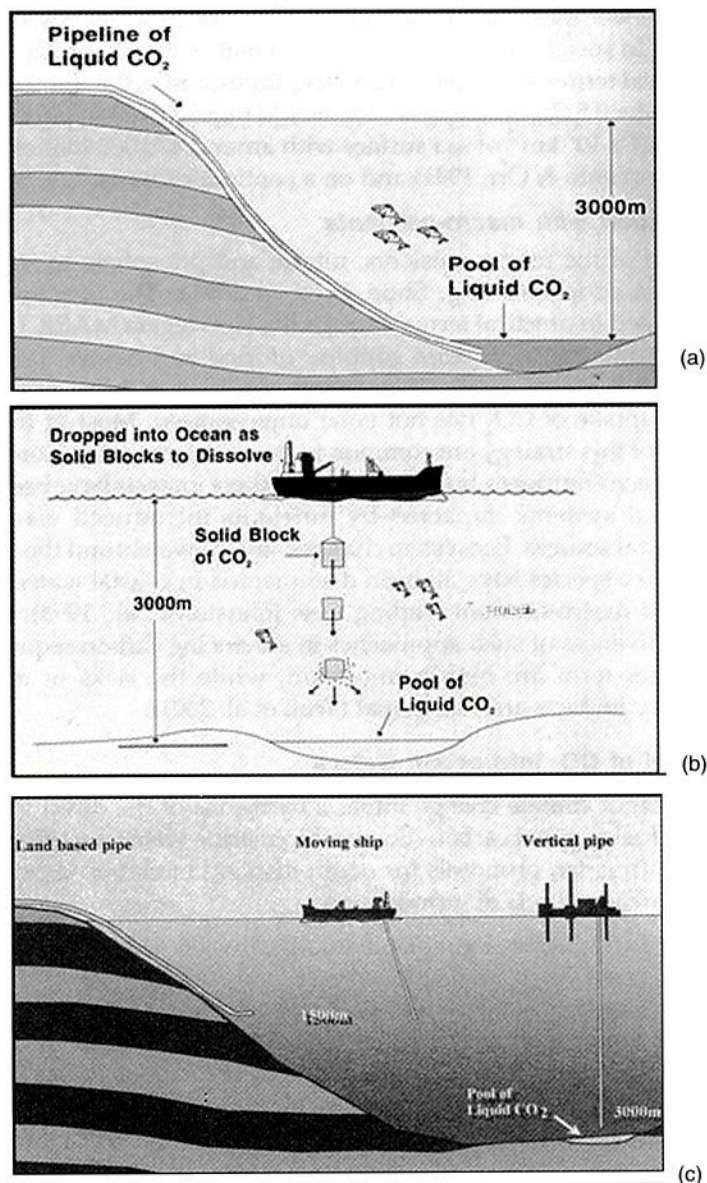 Pipeline of
Liquid CO₂
3000m
Pool of
Liquid CO₂
(a)
Dropped into Ocean as
Solid Blocks to Dissolve
Solid Block
of CO₂
3000m
Pool of
Liquid CO₂
(b)
Land based pipe
Moving ship
Vertical pipe
1500m
Pool of
Liquid CO₂
3000m
(c)